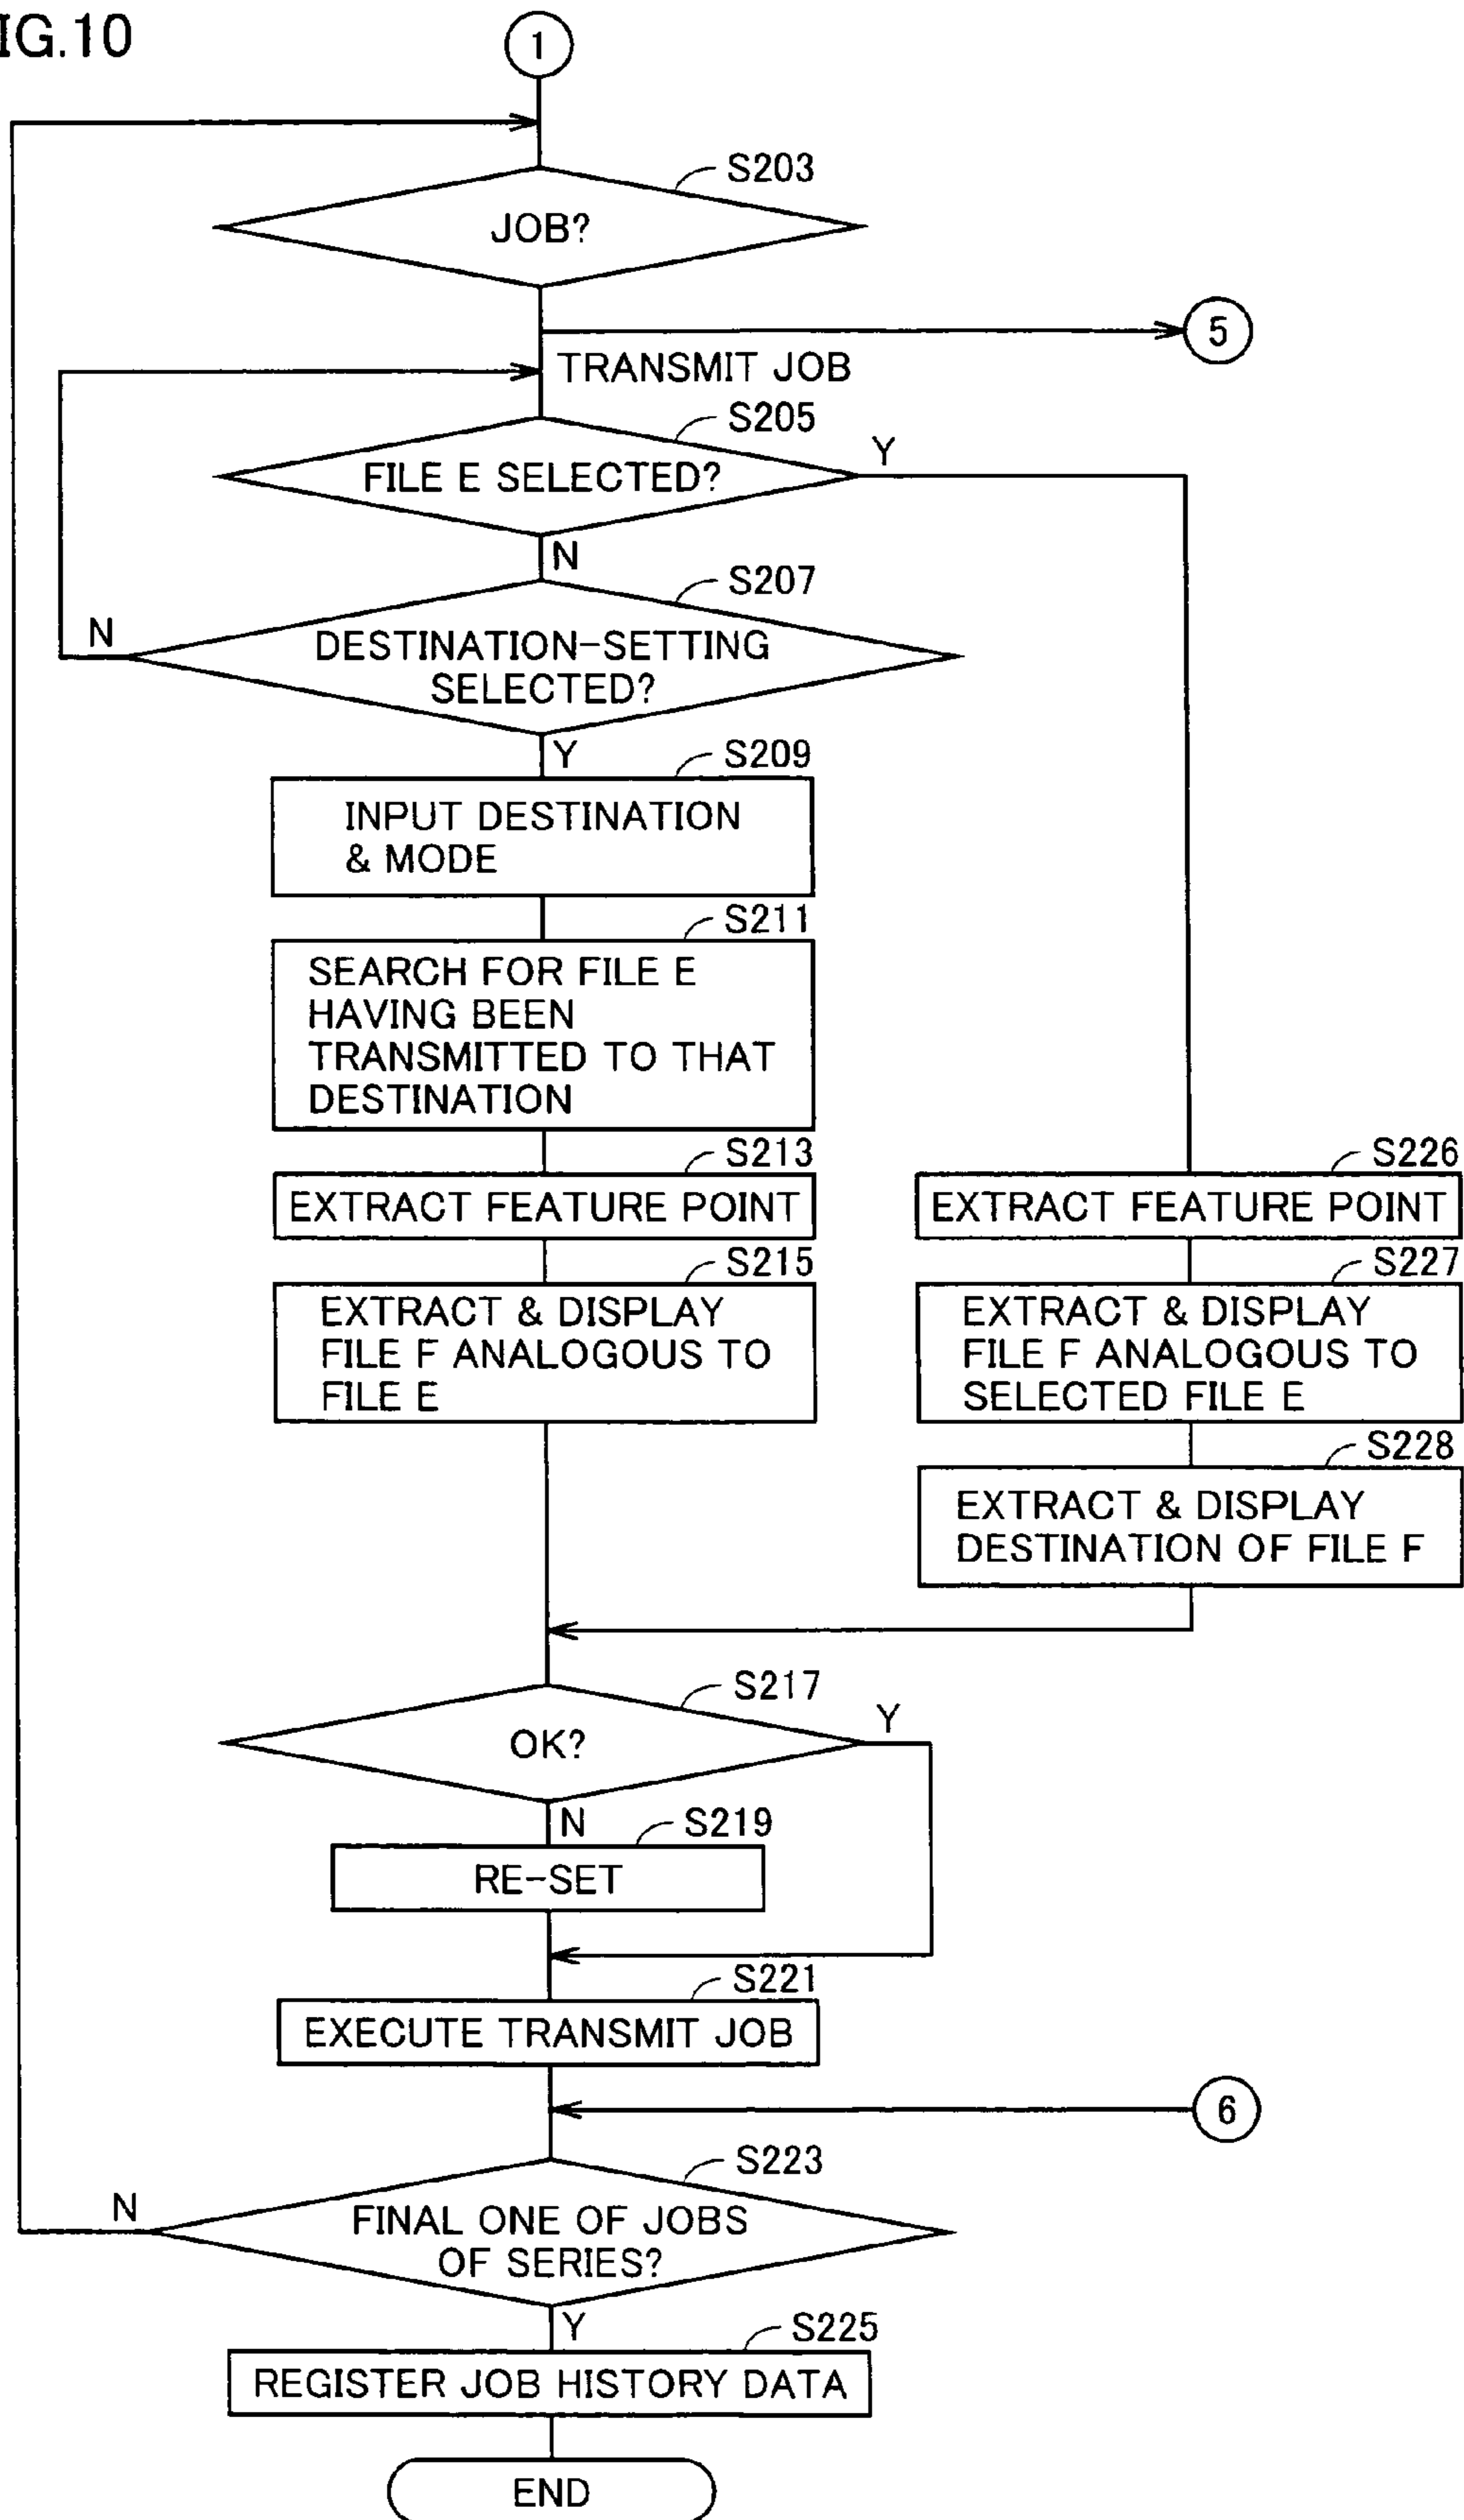 IG.10
1
S203
JOB?
5
TRANSMIT JOB
S205
Y
FILE E SELECTED?
N
S207
N
DESTINATION-SETTING
SELECTED?
Y
S209
INPUT DESTINATION
& MODE
S211
SEARCH FOR FILE E
HAVING BEEN
TRANSMITTED TO THAT
DESTINATION
S213
EXTRACT FEATURE POINT
S215
EXTRACT & DISPLAY
FILE F ANALOGOUS TO
FILE E
S226
EXTRACT FEATURE POINT
S227
EXTRACT & DISPLAY
FILE F ANALOGOUS TO
SELECTED FILE E
S228
EXTRACT & DISPLAY
DESTINATION OF FILE F
S217
Y
OK?
N
S219
RE-SET
S221
EXECUTE TRANSMIT JOB
6
S223
N
FINAL ONE OF JOBS
OF SERIES?
Y
S225
REGISTER JOB HISTORY DATA
END